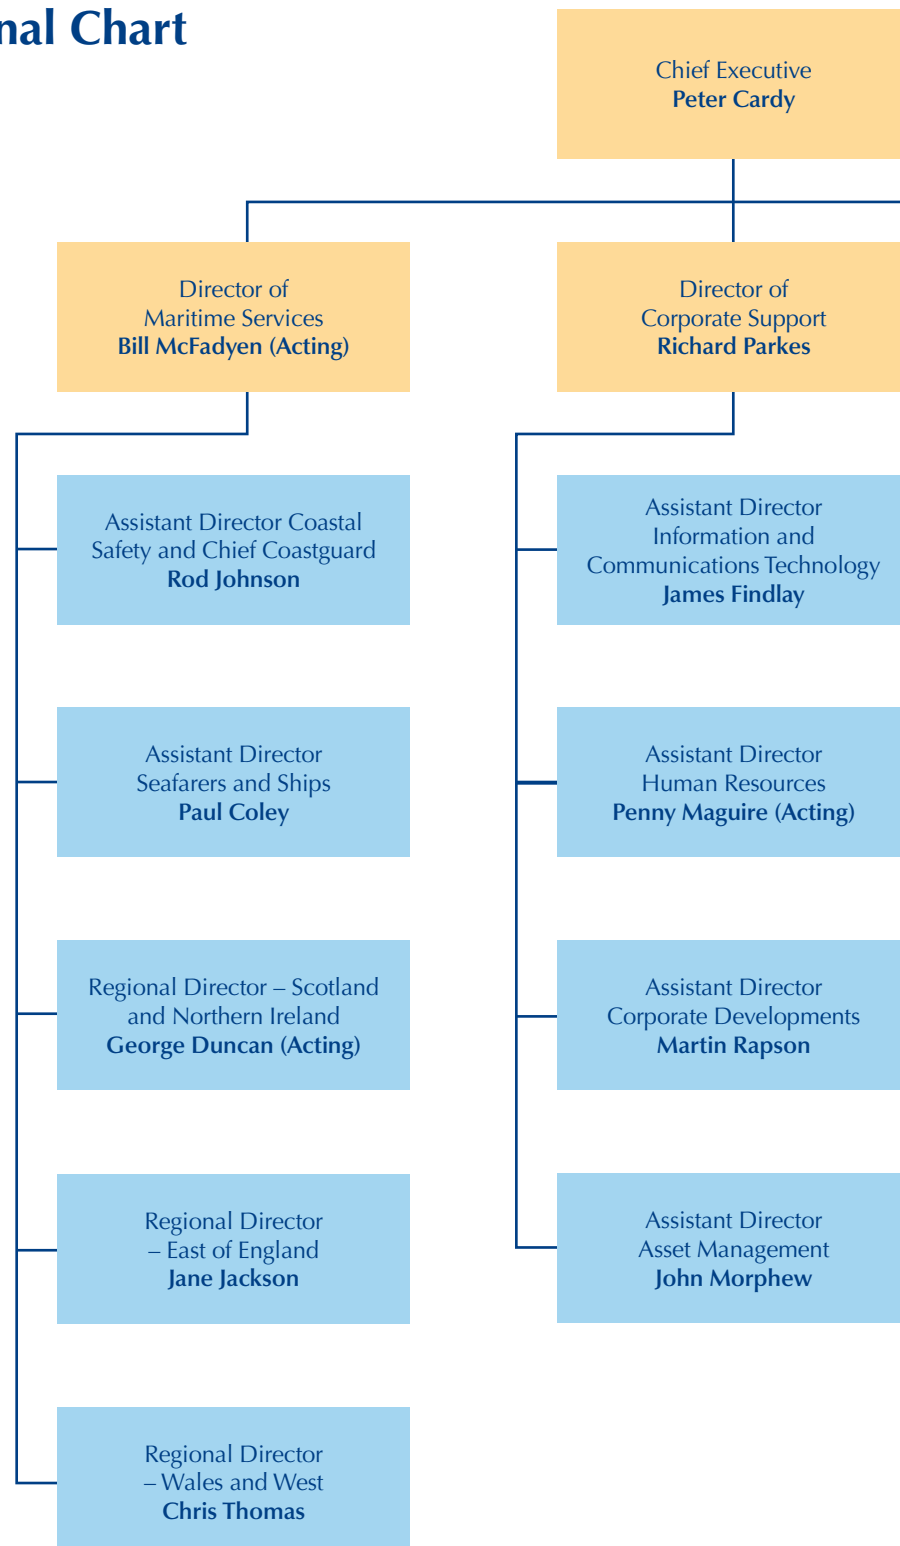 nal Chart
Chief Executive
Peter Cardy
Director of
Maritime Services
Bill McFadyen (Acting)
Director of
Corporate Support
Richard Parkes
Assistant Director Coastal
Safety and Chief Coastguard
Rod Johnson
Assistant Director
Seafarers and Ships
Paul Coley
Regional Director – Scotland
and Northern Ireland
George Duncan (Acting)
Regional Director
– East of England
Jane Jackson
Regional Director
– Wales and West
Chris Thomas
Assistant Director
Information and
Communications Technology
James Findlay
Assistant Director
Human Resources
Penny Maguire (Acting)
Assistant Director
Corporate Developments
Martin Rapson
Assistant Director
Asset Management
John Morphew